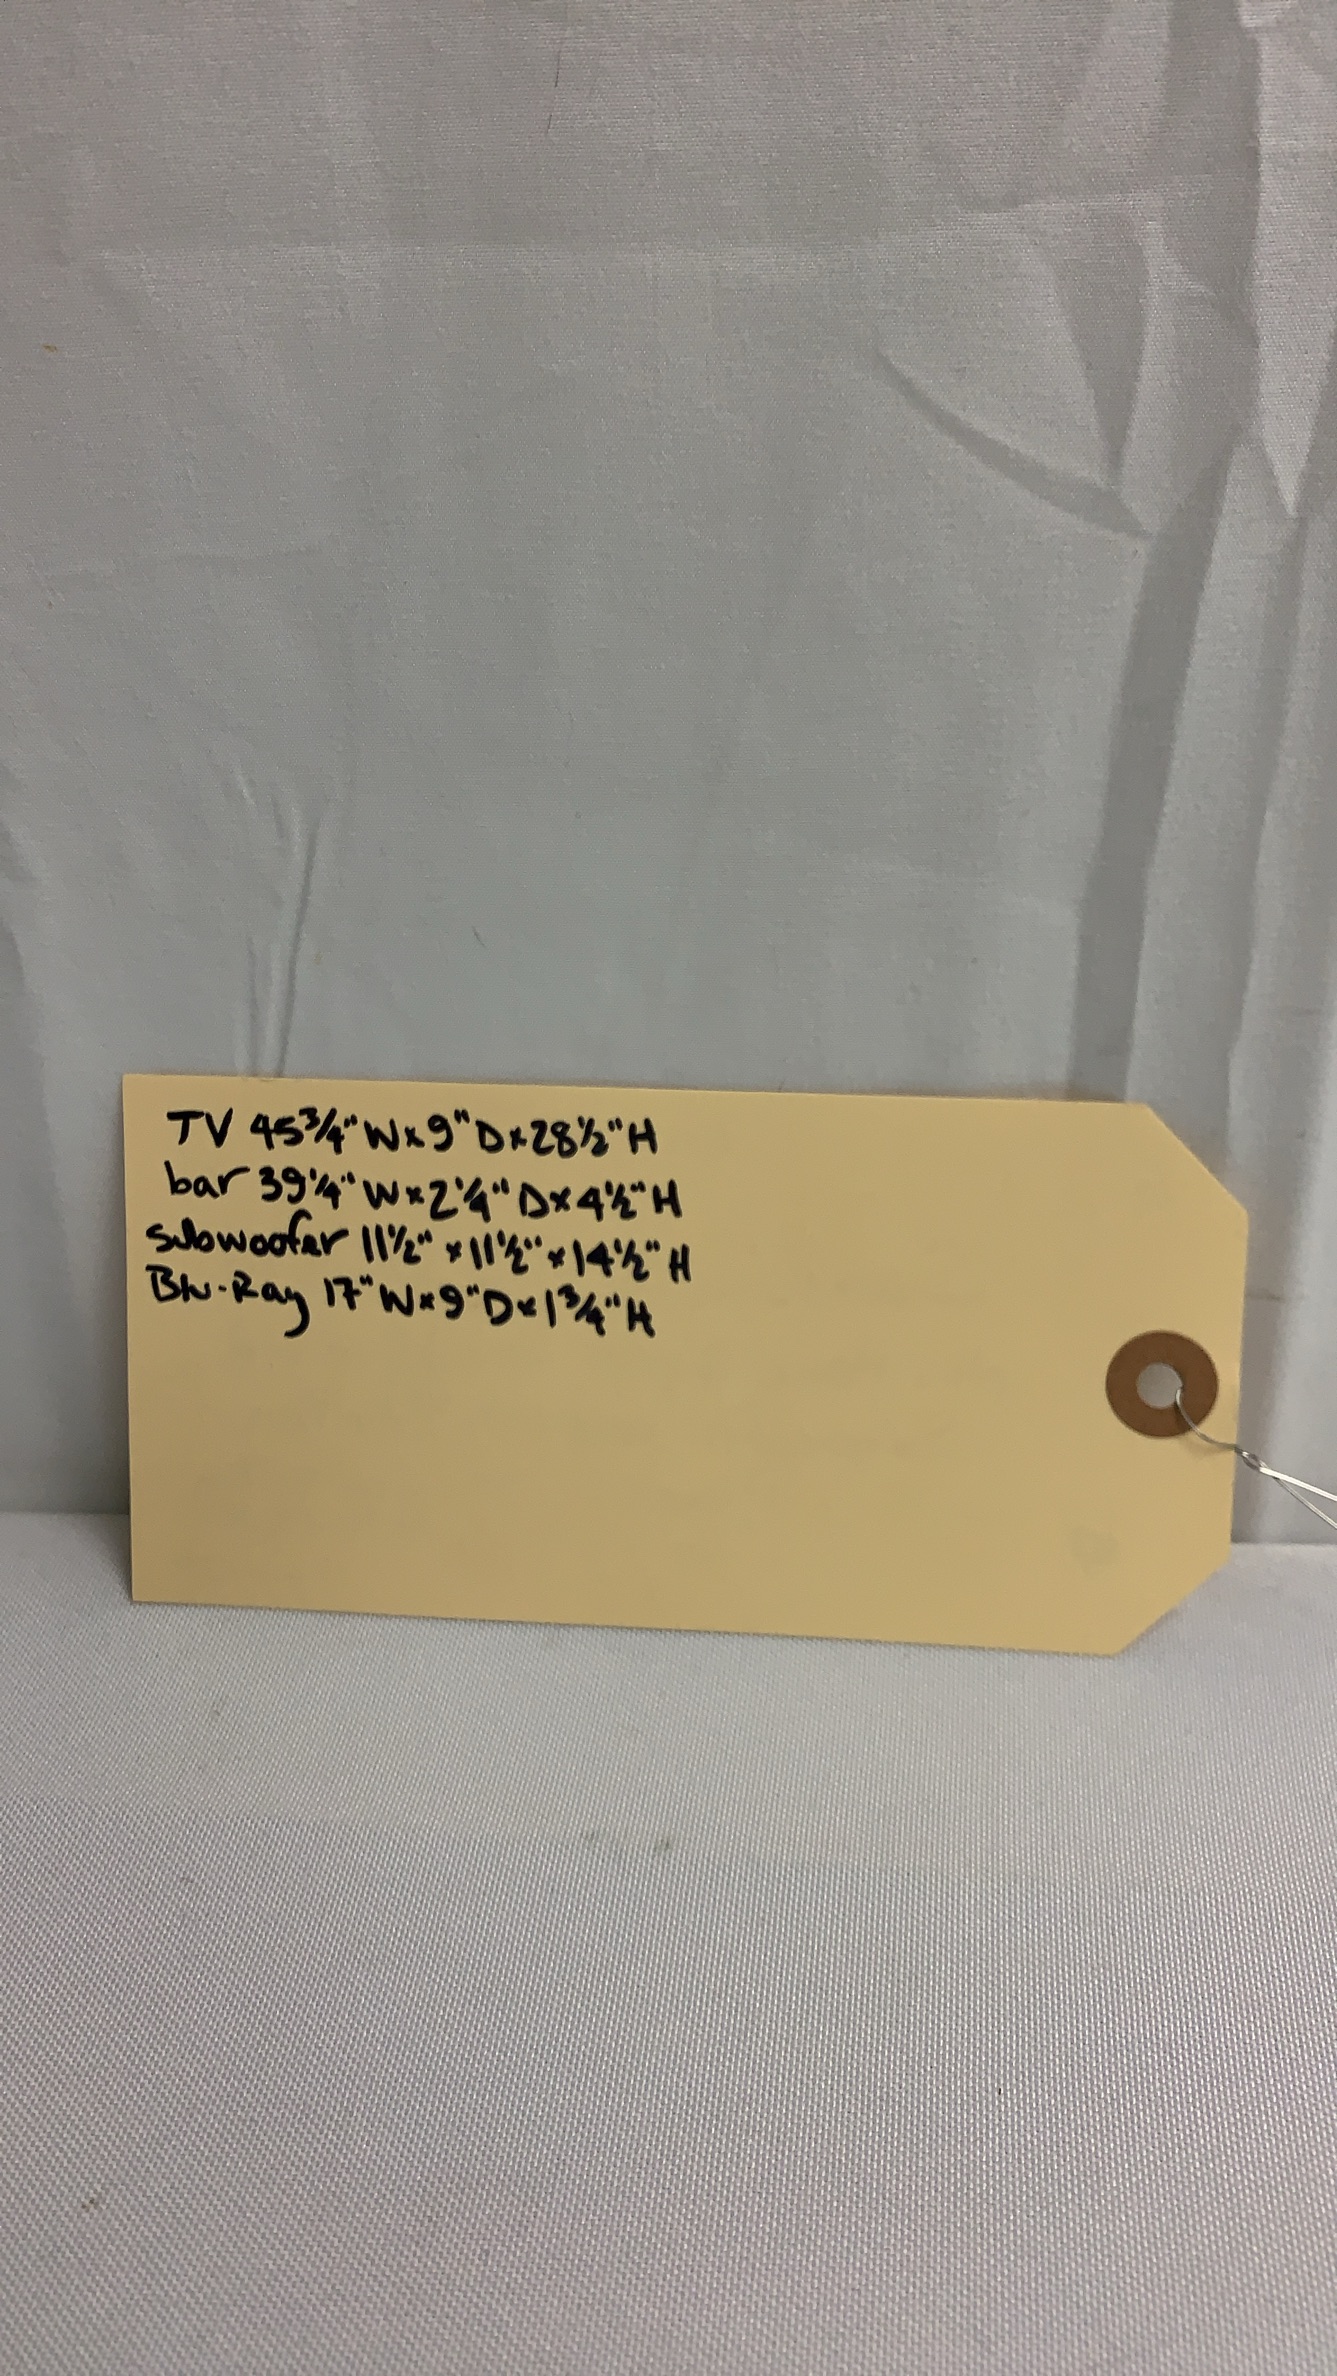 TV 45¾" W x 9" D x 28½" H
bar 39¼" W x 2¼" D x 4½" H
subwoofer 11½" x 11½" x 14½" H
Blu-Ray 17" W x 9" D x 1¾" H